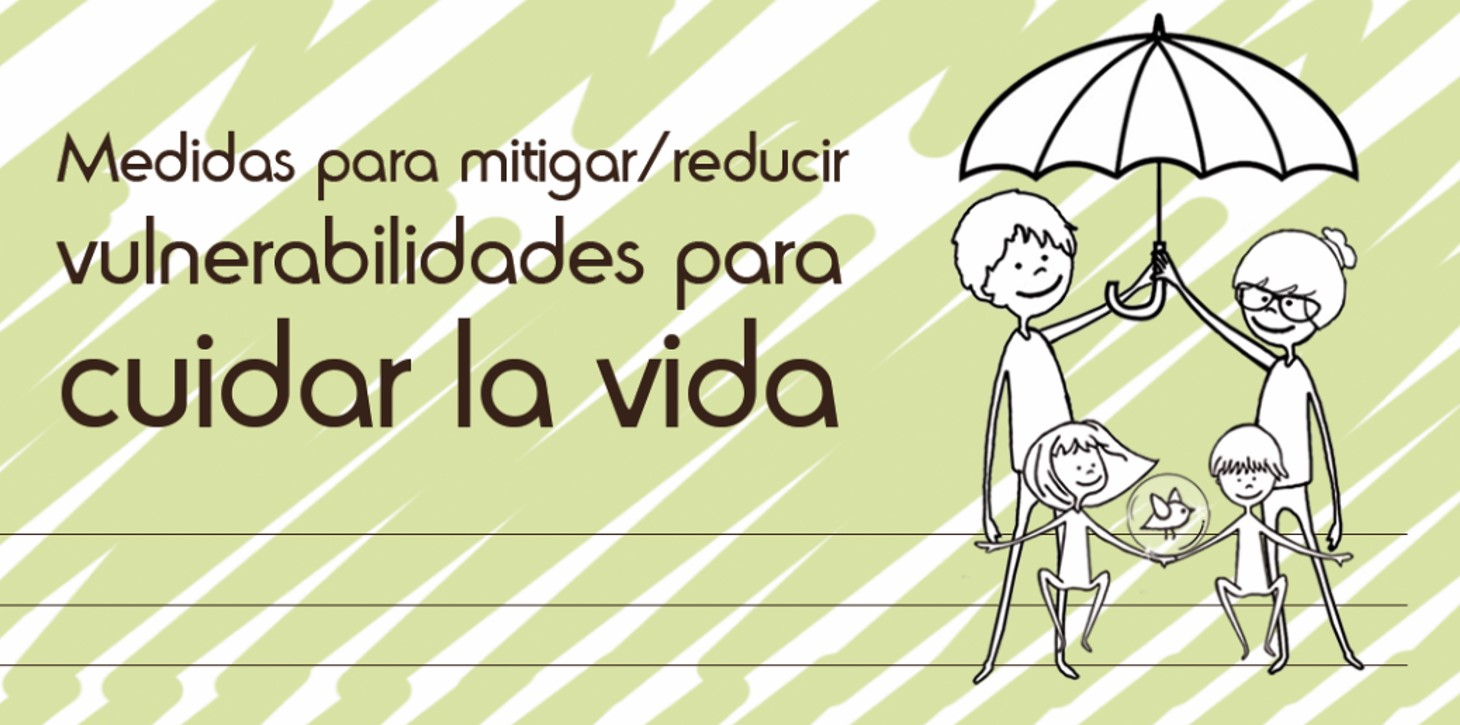 Medidas para mitigar/reducir
vulnerabilidades para
cuidar la vida